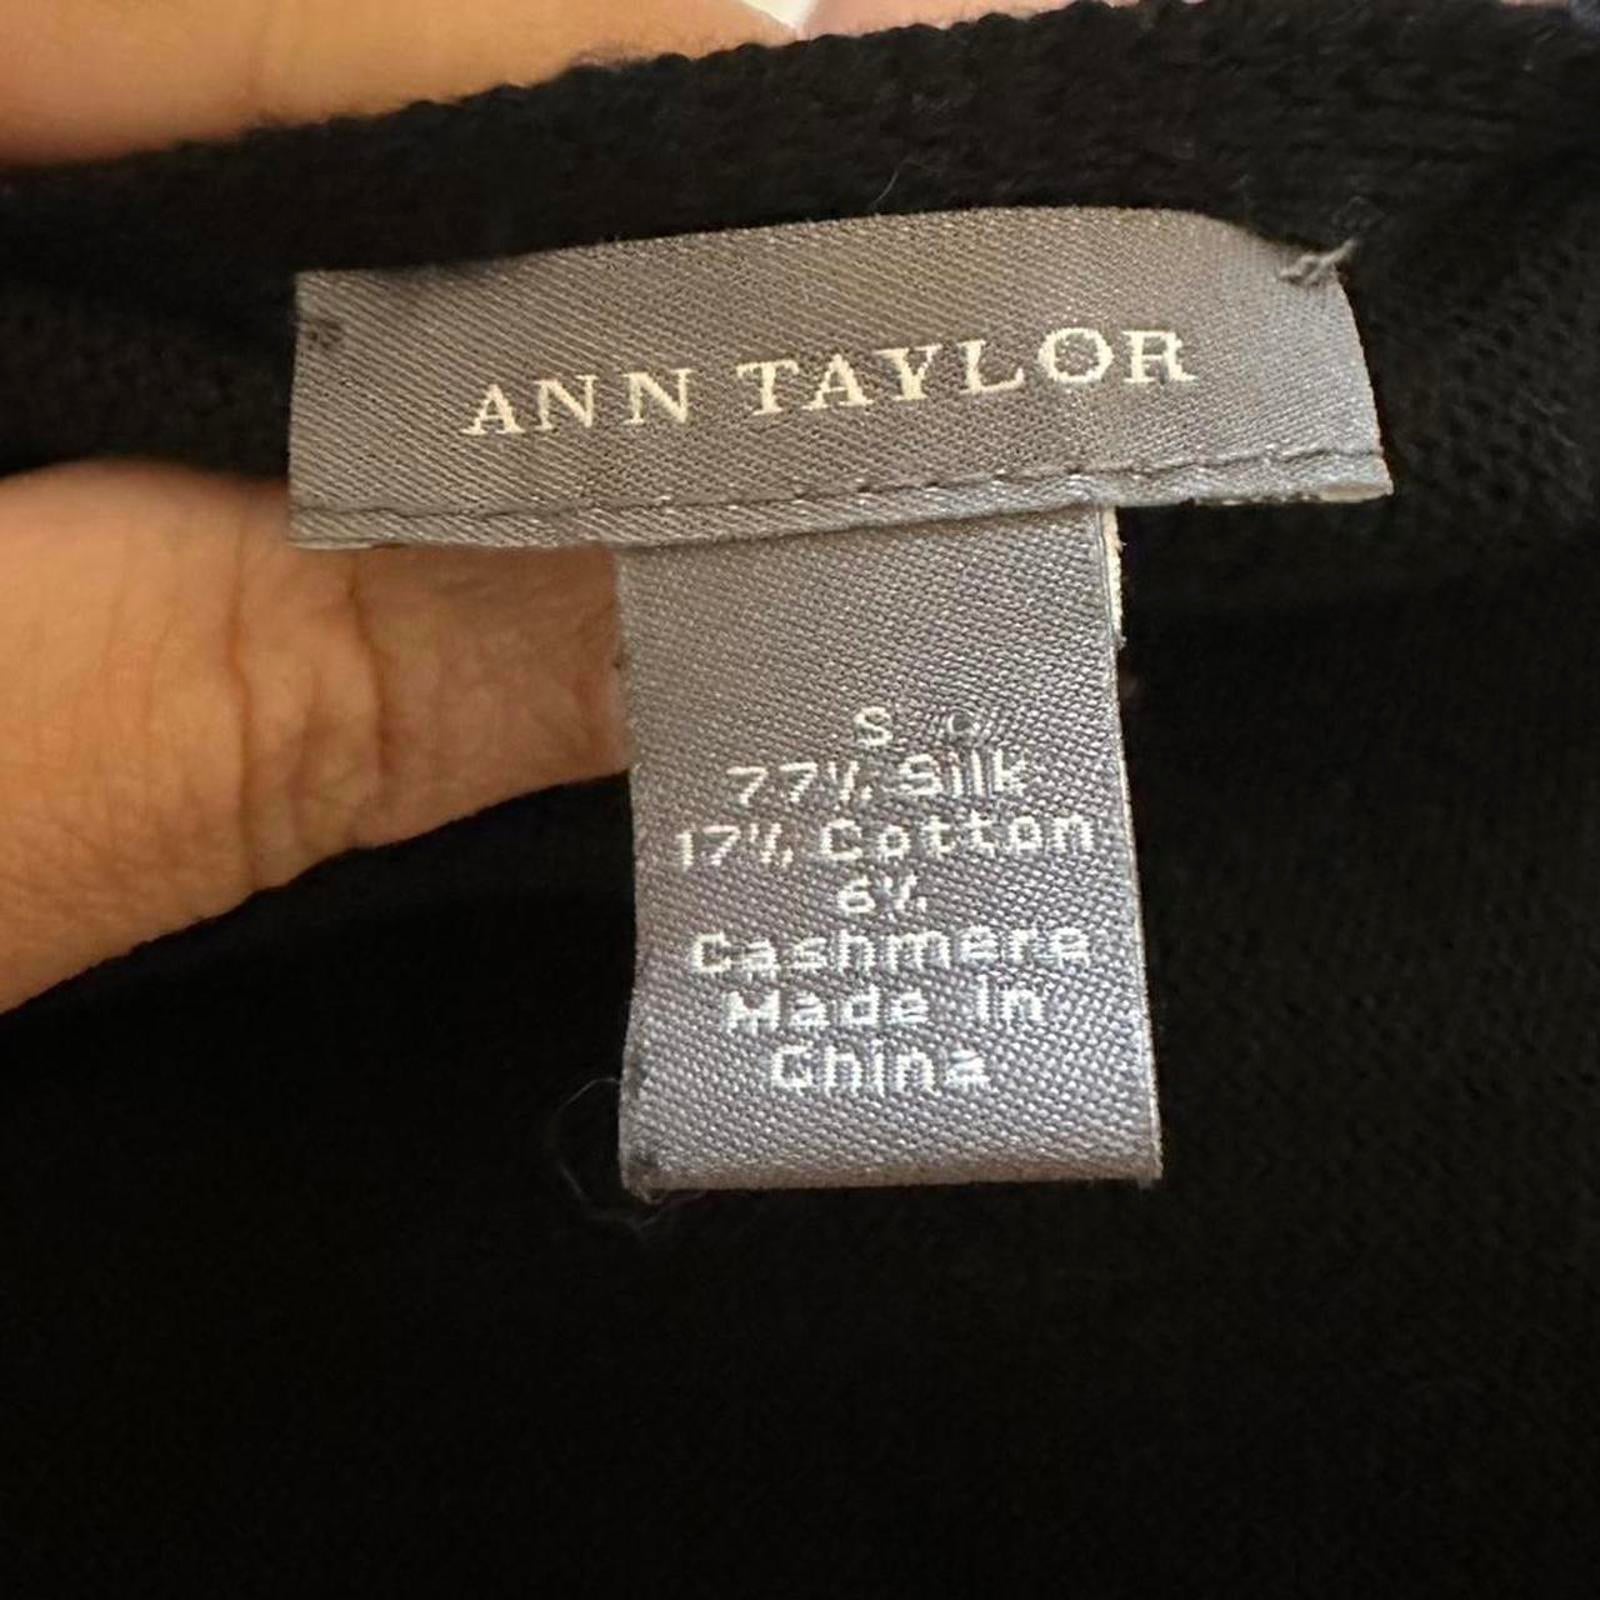 ANN TAYLOR
S C
77% Silk
17% Cotton
6%
Cashmere
Made In
China